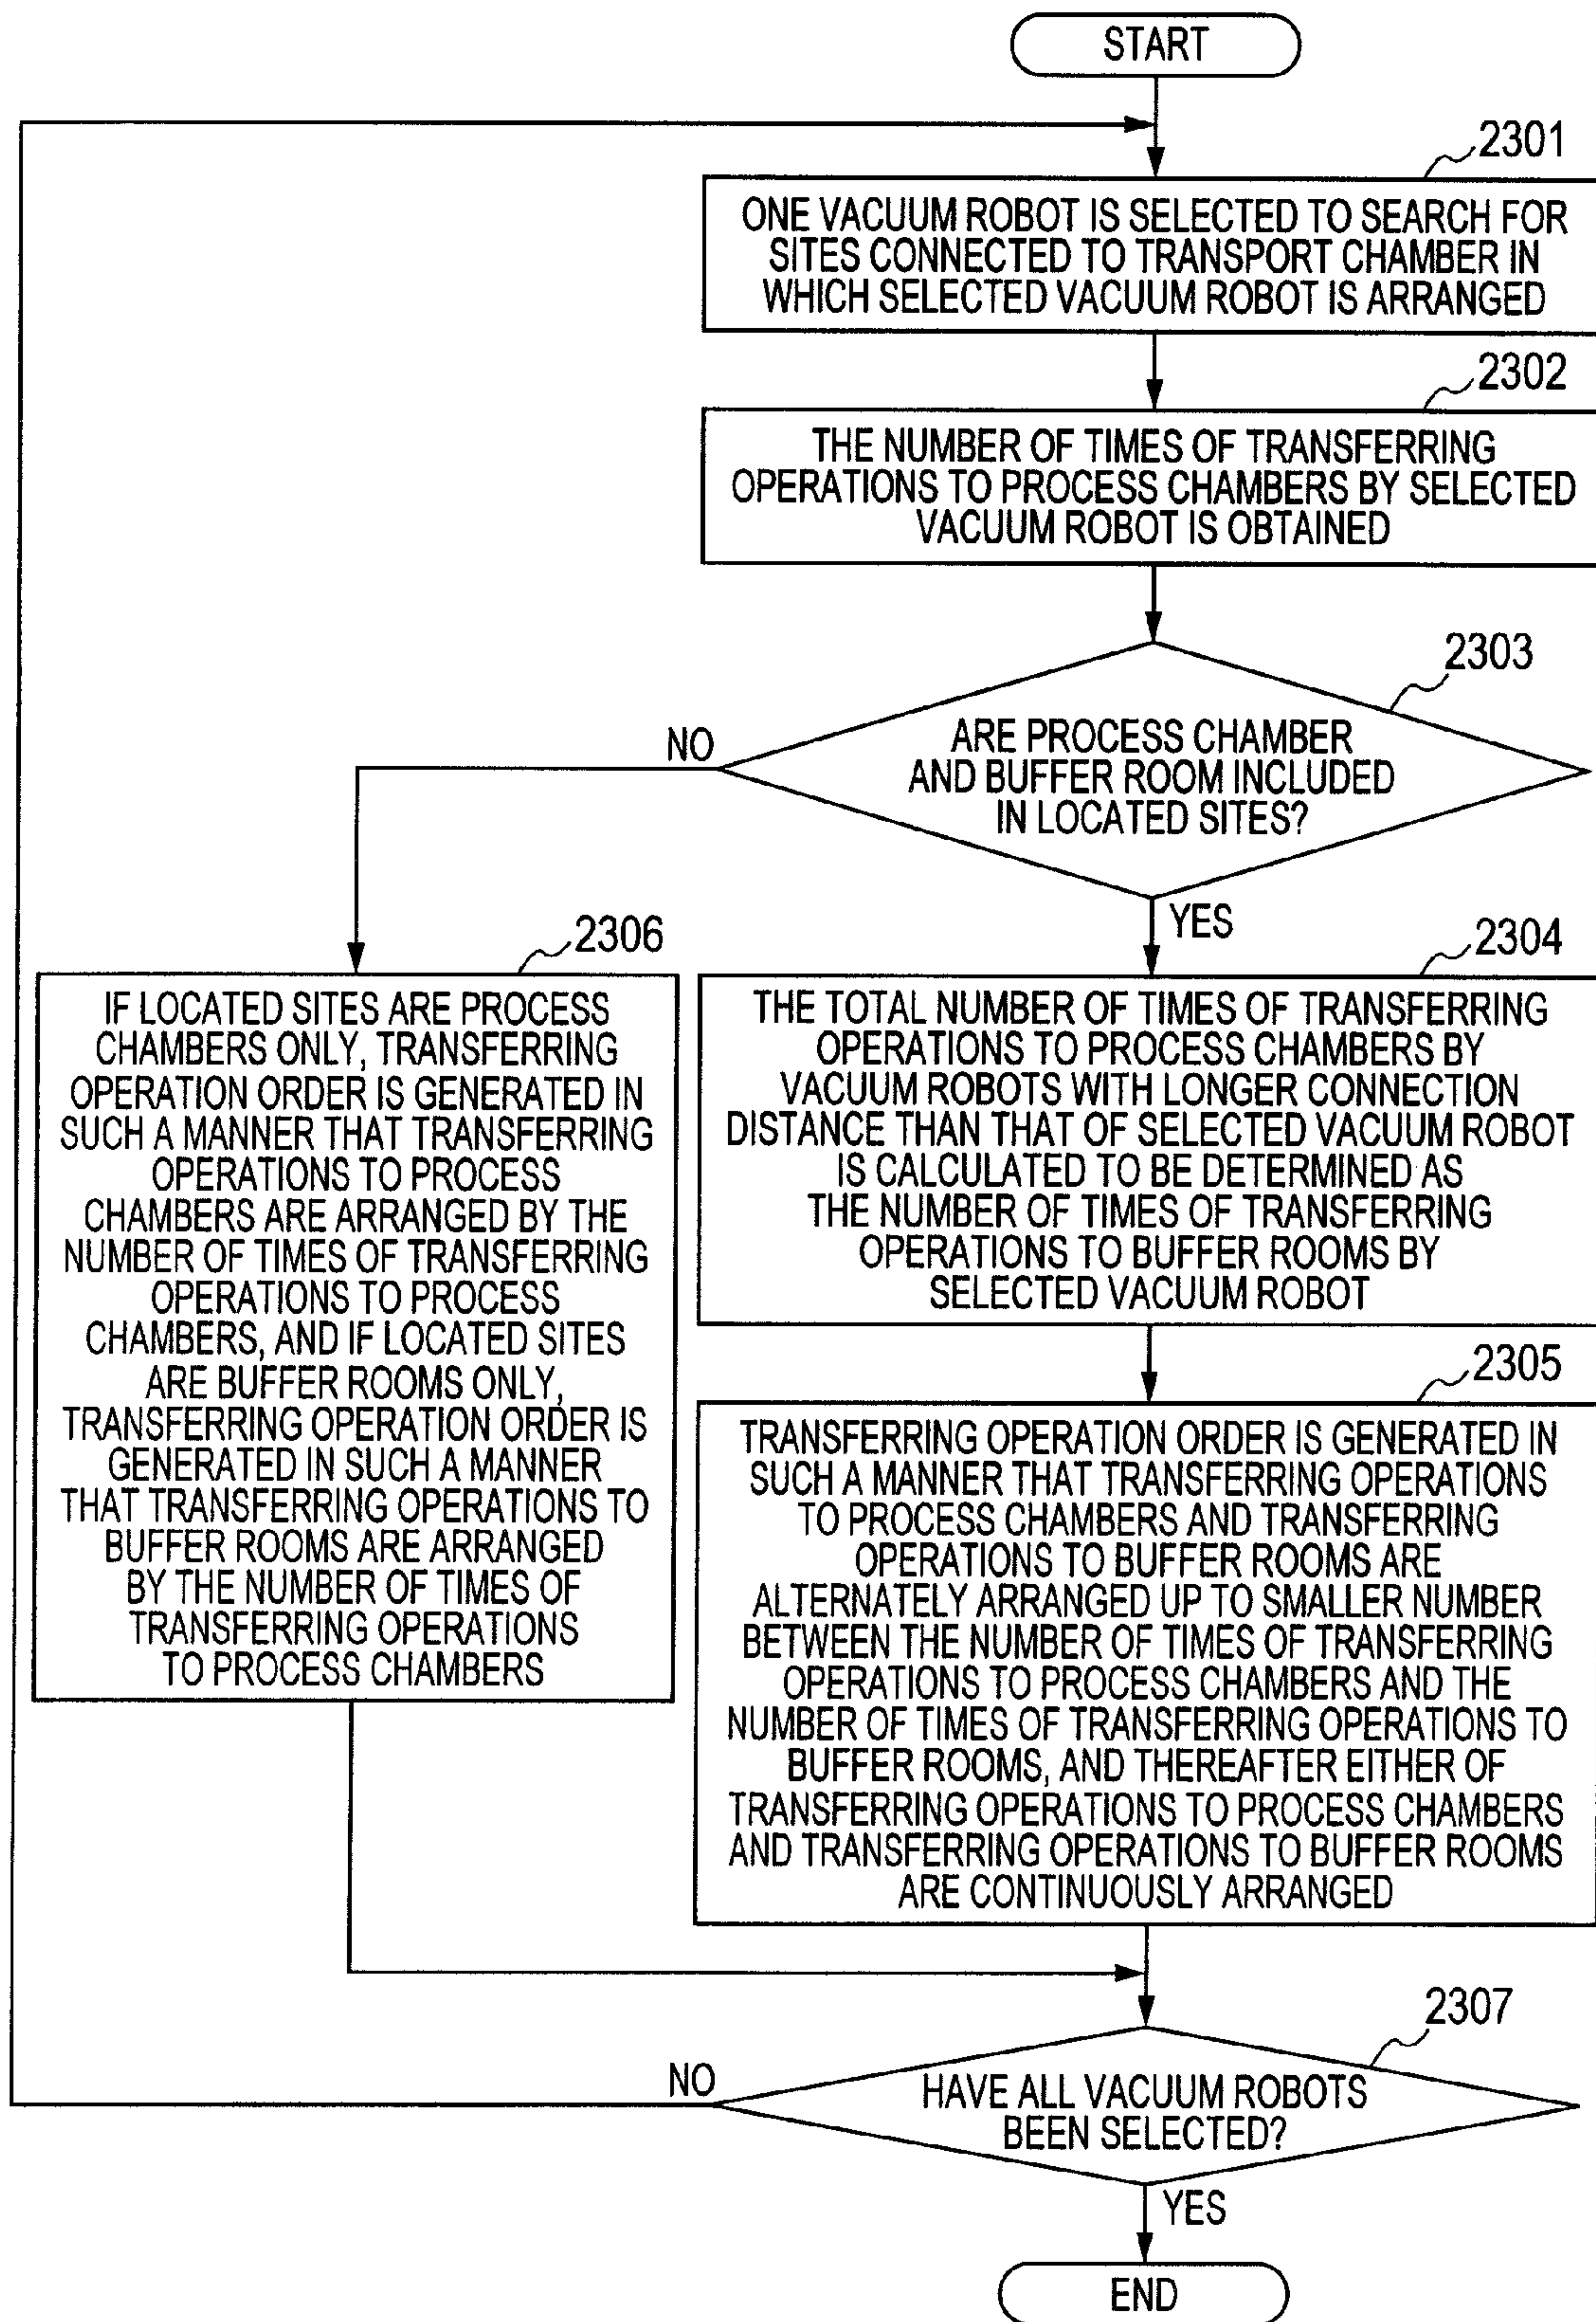 START
2301
ONE VACUUM ROBOT IS SELECTED TO SEARCH FOR
SITES CONNECTED TO TRANSPORT CHAMBER IN
WHICH SELECTED VACUUM ROBOT IS ARRANGED
2302
THE NUMBER OF TIMES OF TRANSFERRING
OPERATIONS TO PROCESS CHAMBERS BY SELECTED
VACUUM ROBOT IS OBTAINED
2303
ARE PROCESS CHAMBER
AND BUFFER ROOM INCLUDED
IN LOCATED SITES?
NO
YES
2306
IF LOCATED SITES ARE PROCESS
CHAMBERS ONLY, TRANSFERRING
OPERATION ORDER IS GENERATED IN
SUCH A MANNER THAT TRANSFERRING
OPERATIONS TO PROCESS
CHAMBERS ARE ARRANGED BY THE
NUMBER OF TIMES OF TRANSFERRING
OPERATIONS TO PROCESS
CHAMBERS, AND IF LOCATED SITES
ARE BUFFER ROOMS ONLY,
TRANSFERRING OPERATION ORDER IS
GENERATED IN SUCH A MANNER
THAT TRANSFERRING OPERATIONS TO
BUFFER ROOMS ARE ARRANGED
BY THE NUMBER OF TIMES OF
TRANSFERRING OPERATIONS
TO PROCESS CHAMBERS
2304
THE TOTAL NUMBER OF TIMES OF TRANSFERRING
OPERATIONS TO PROCESS CHAMBERS BY
VACUUM ROBOTS WITH LONGER CONNECTION
DISTANCE THAN THAT OF SELECTED VACUUM ROBOT
IS CALCULATED TO BE DETERMINED AS
THE NUMBER OF TIMES OF TRANSFERRING
OPERATIONS TO BUFFER ROOMS BY
SELECTED VACUUM ROBOT
2305
TRANSFERRING OPERATION ORDER IS GENERATED IN
SUCH A MANNER THAT TRANSFERRING OPERATIONS
TO PROCESS CHAMBERS AND TRANSFERRING
OPERATIONS TO BUFFER ROOMS ARE
ALTERNATELY ARRANGED UP TO SMALLER NUMBER
BETWEEN THE NUMBER OF TIMES OF TRANSFERRING
OPERATIONS TO PROCESS CHAMBERS AND THE
NUMBER OF TIMES OF TRANSFERRING OPERATIONS TO
BUFFER ROOMS, AND THEREAFTER EITHER OF
TRANSFERRING OPERATIONS TO PROCESS CHAMBERS
AND TRANSFERRING OPERATIONS TO BUFFER ROOMS
ARE CONTINUOUSLY ARRANGED
2307
HAVE ALL VACUUM ROBOTS
BEEN SELECTED?
NO
YES
END